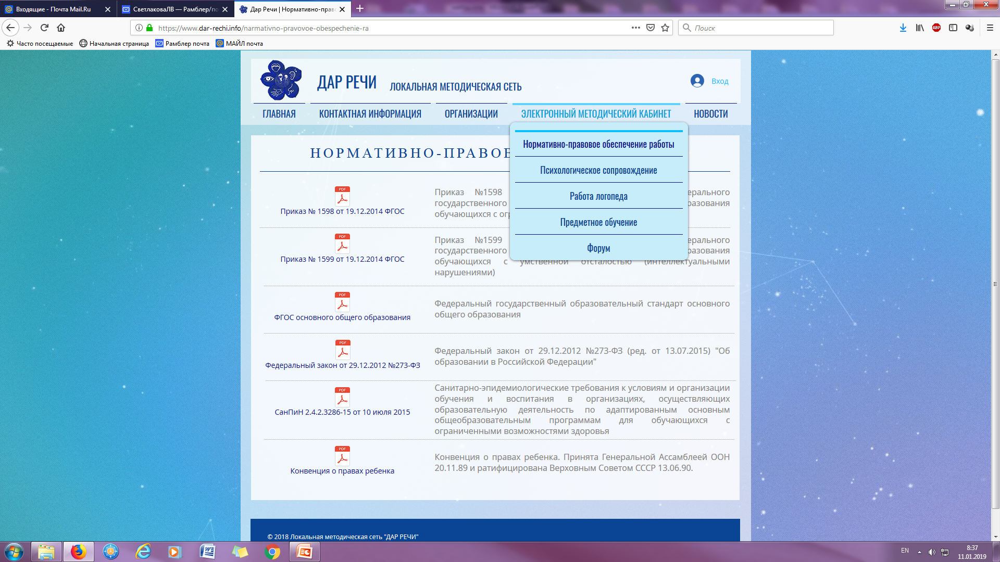 Входящие - Почта Mail.Ru
СветлаковаЛВ — Рамблер/по
Дар Речи | Нормативно-право
https://www.dar-rechi.info/narmativno-pravovoe-obespechenie-ra
Поиск
ABP
Часто посещаемые
Начальная страница
Рамблер почта
МАЙЛ почта
ДАР РЕЧИ
ЛОКАЛЬНАЯ МЕТОДИЧЕСКАЯ СЕТЬ
Вход
ГЛАВНАЯ
КОНТАКТНАЯ ИНФОРМАЦИЯ
ОРГАНИЗАЦИИ
ЭЛЕКТРОННЫЙ МЕТОДИЧЕСКИЙ КАБИНЕТ
НОВОСТИ
Нормативно-правовое обеспечение работы
Психологическое сопровождение
Работа логопеда
Предметное обучение
Форум
НОРМАТИВНО-ПРАВОВ
PDF
Приказ № 1598 от 19.12.2014 ФГОС
Приказ №1598 ерального
государственного разования
обучающихся с огр
PDF
Приказ № 1599 от 19.12.2014 ФГОС
Приказ №1599 ерального
государственного разования
обучающихся с умственной отсталостью (интеллектуальными
нарушениями)
PDF
ФГОС основного общего образования
Федеральный государственный образовательный стандарт основного
общего образования
PDF
Федеральный закон от 29.12.2012 №273-ФЗ
Федеральный закон от 29.12.2012 №273-ФЗ (ред. от 13.07.2015) "Об
образовании в Российской Федерации"
PDF
СанПиН 2.4.2.3286-15 от 10 июля 2015
Санитарно-эпидемиологические требования к условиям и организации
обучения и воспитания в организациях, осуществляющих
образовательную деятельность по адаптированным основным
общеобразовательным программам для обучающихся с
ограниченными возможностями здоровья
PDF
Конвенция о правах ребенка
Конвенция о правах ребенка. Принята Генеральной Ассамблеей ООН
20.11.89 и ратифицирована Верховным Советом СССР 13.06.90.
© 2018 Локальная методическая сеть "ДАР РЕЧИ"
EN
8:37
11.01.2019